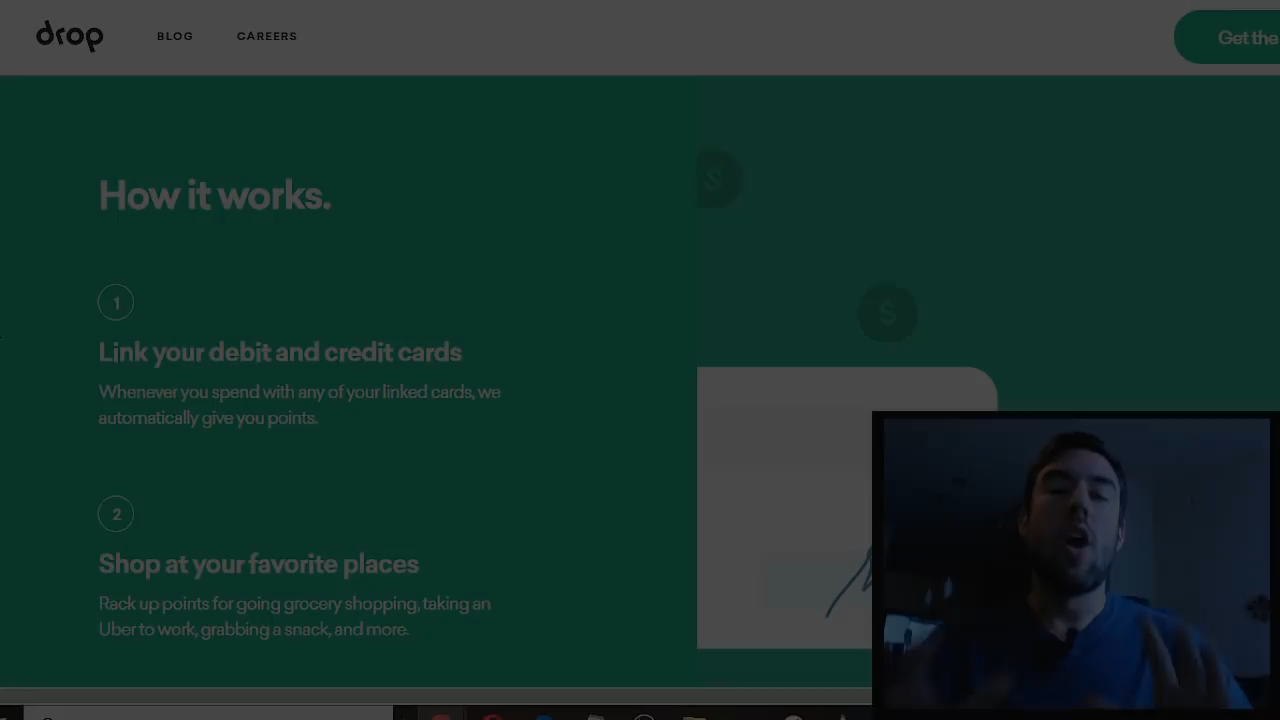 drop
BLOG
CAREERS
Get the
How it works.
1
Link your debit and credit cards
Whenever you spend with any of your linked cards, we
automatically give you points.
2
Shop at your favorite places
Rack up points for going grocery shopping, taking an
Uber to work, grabbing a snack, and more.
$
$